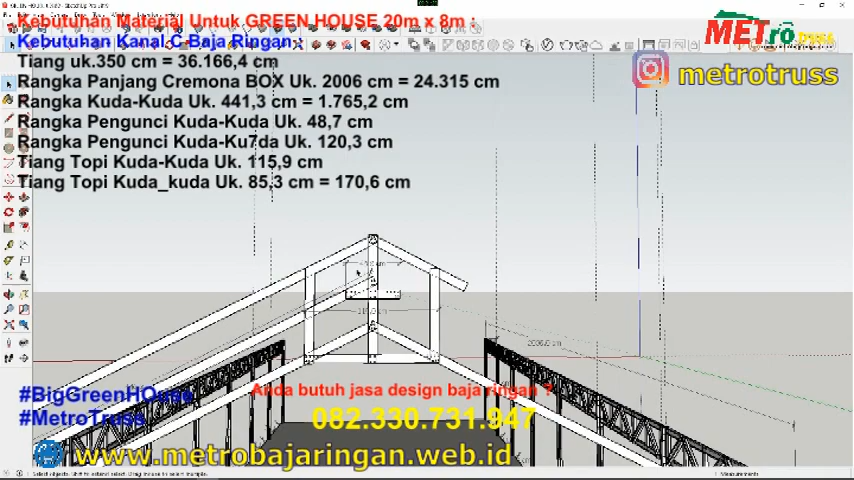 Kebutuhan Material Untuk GREEN HOUSE 20m x 8m :
Kebutuhan Kanal C Baja Ringan :
Tiang uk.350 cm = 36.166,4 cm
Rangka Panjang Cremona BOX Uk. 2006 cm = 24.315 cm
Rangka Kuda-Kuda Uk. 441,3 cm = 1.765,2 cm
Rangka Pengunci Kuda-Kuda Uk. 48,7 cm
Rangka Pengunci Kuda-Ku7da Uk. 120,3 cm
Tiang Topi Kuda-Kuda Uk. 115,9 cm
Tiang Topi Kuda_kuda Uk. 85,3 cm = 170,6 cm
METro
metrotruss
2006,0 cm
#BigGreenHOuse
#MetroTruss
Anda butuh jasa design baja ringan ?
082.330.731.947
www.metrobajaringan.web.id
Measurements